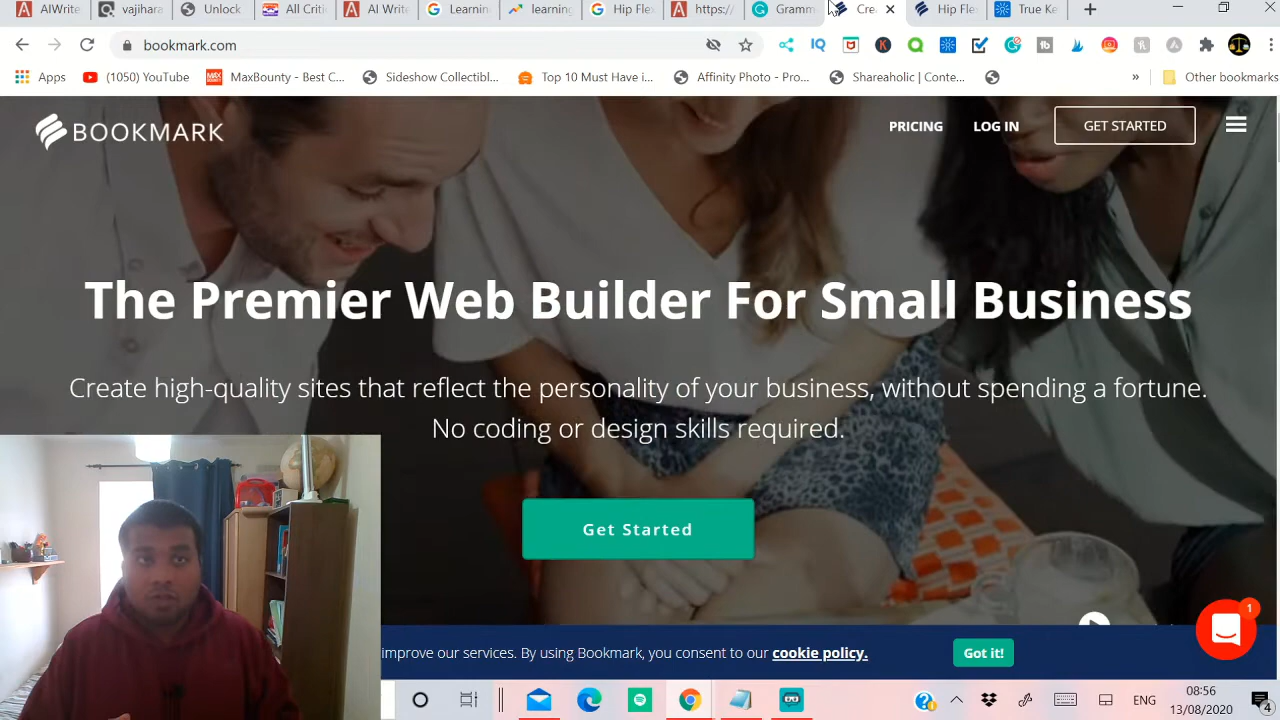 AIWrite
vajihara
Unlock
All Critic
AI Write
Learnin
learning
Hip Fle
https:/
Gramm
Cre
Hip Fle
True Ke
bookmark.com
Apps
(1050) YouTube
MaxBounty - Best C...
Sideshow Collectibl...
Top 10 Must Have i...
Affinity Photo - Pro...
Shareaholic | Conte...
»
Other bookmarks
BOOKMARK
PRICING
LOG IN
GET STARTED
The Premier Web Builder For Small Business
Create high-quality sites that reflect the personality of your business, without spending a fortune.
No coding or design skills required.
Get Started
1
improve our services. By using Bookmark, you consent to our cookie policy.
Got it!
ENG
08:56
13/08/2020
4